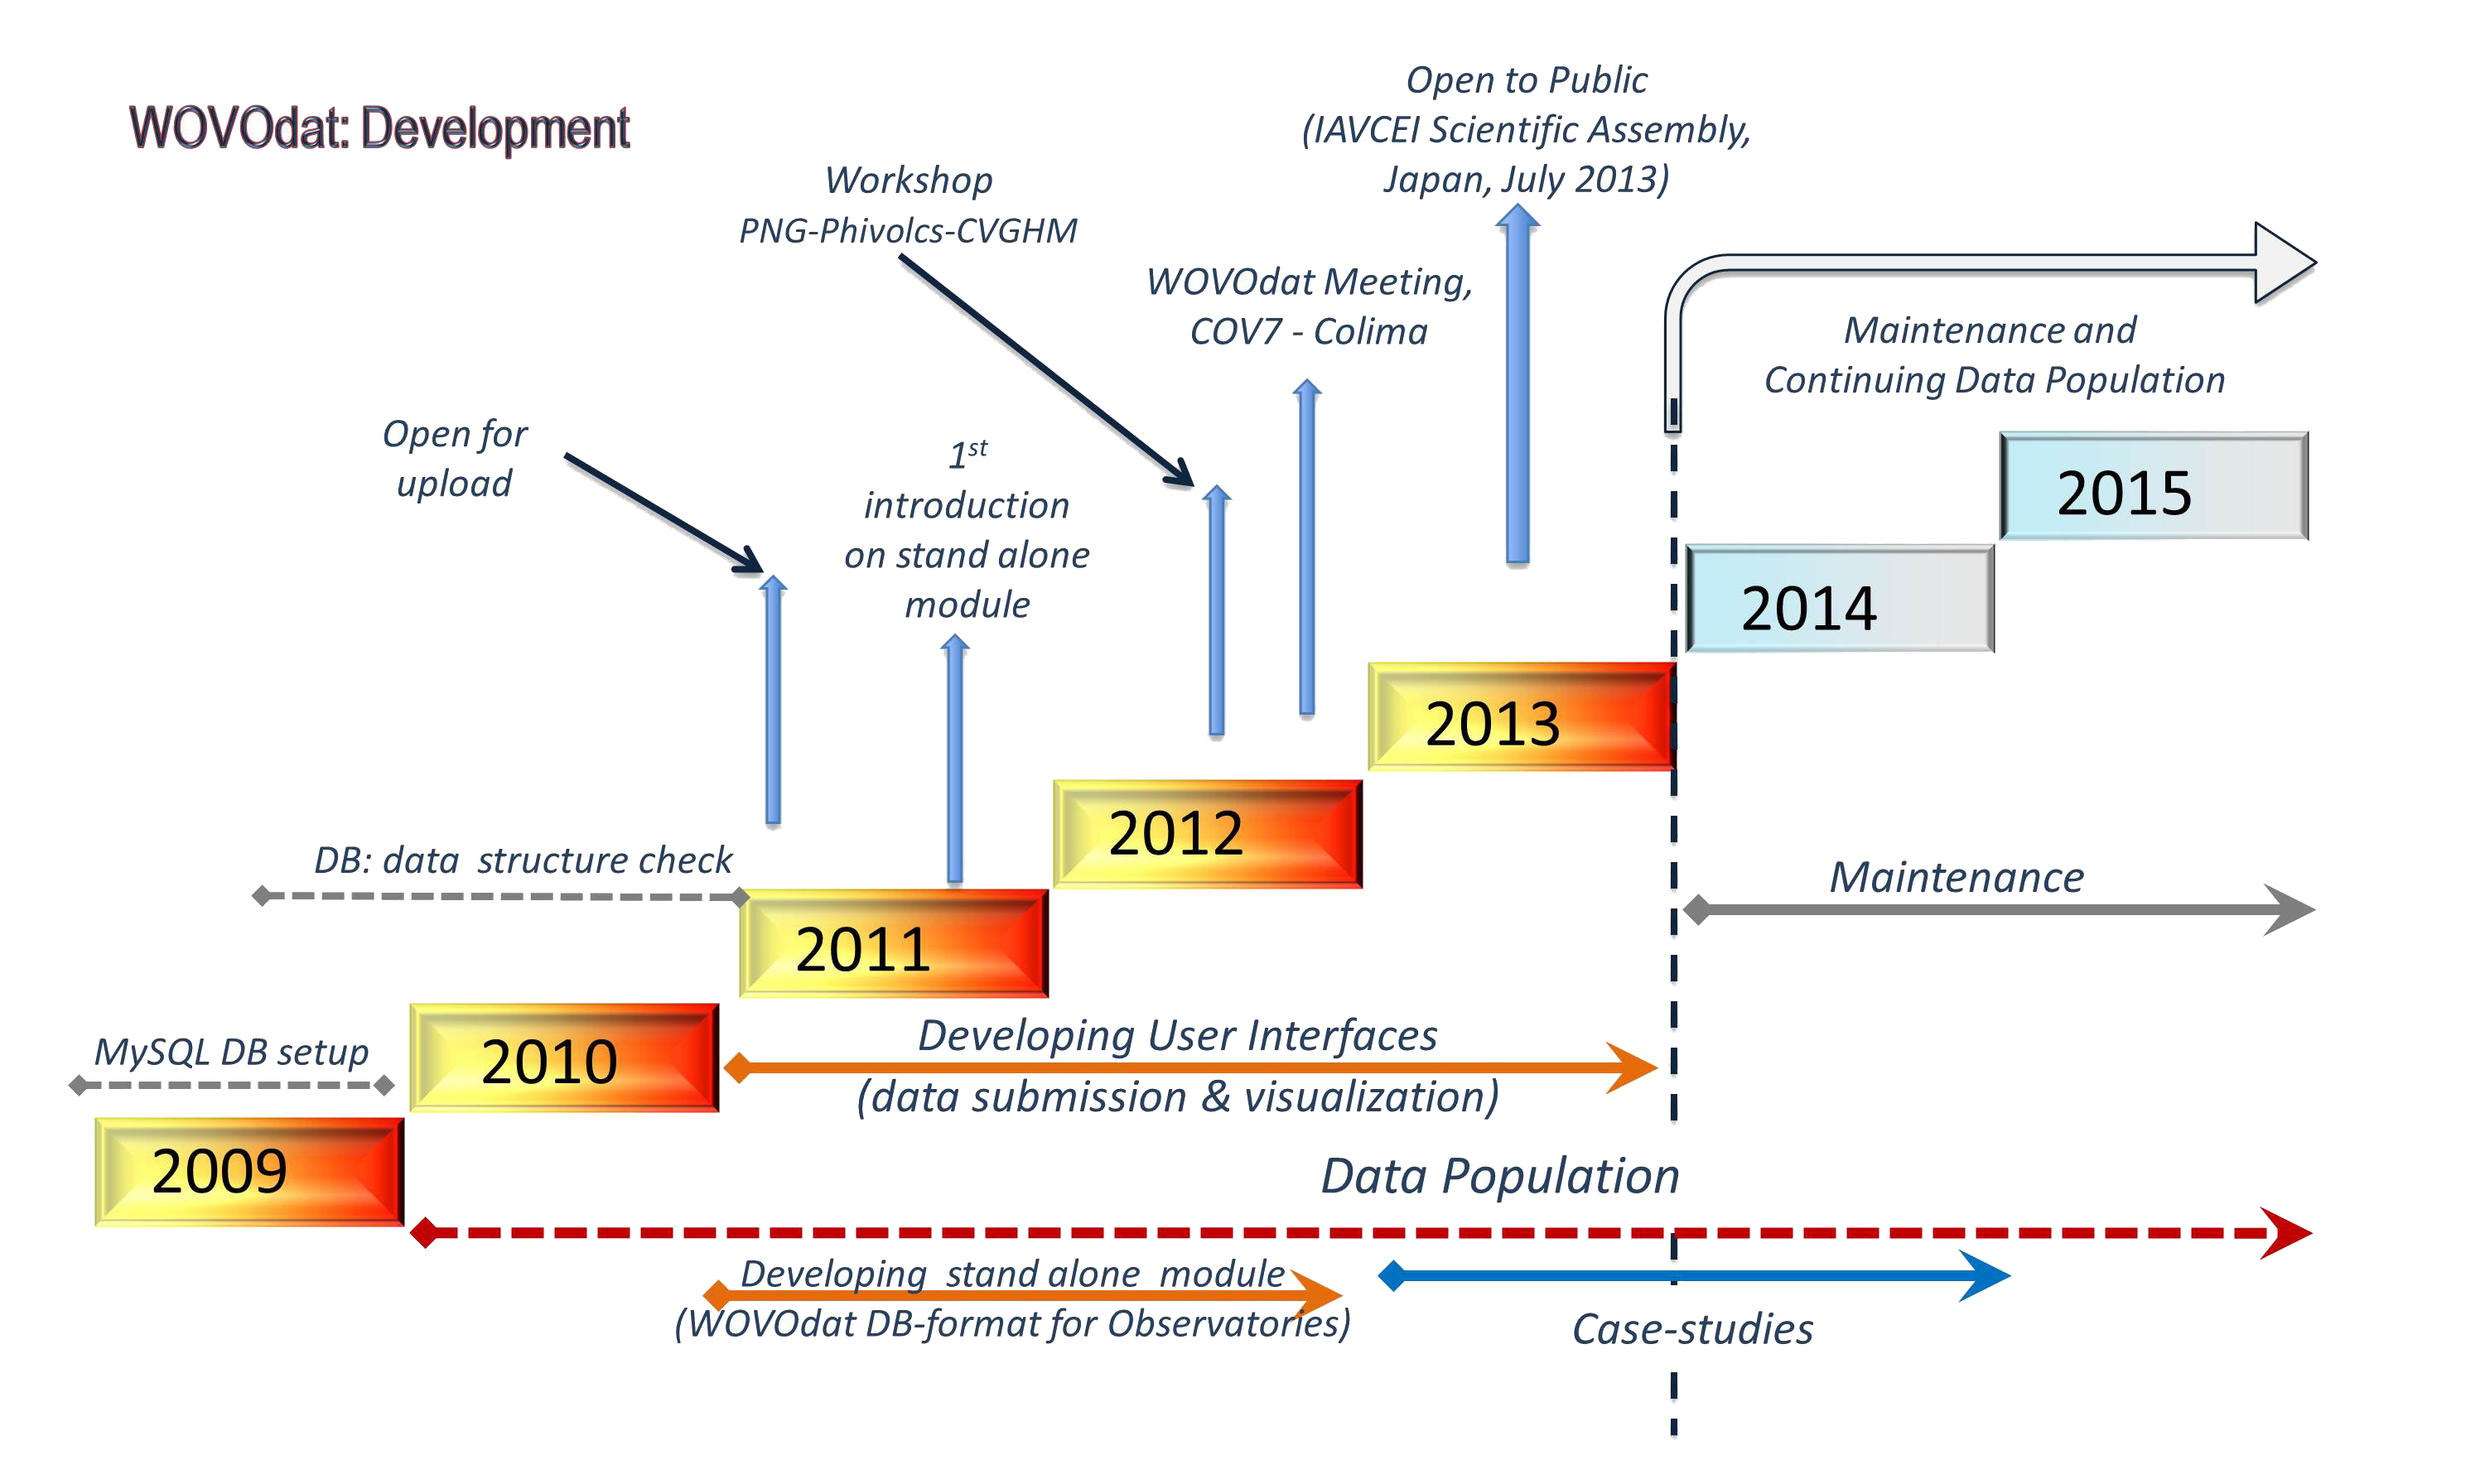 WOVOdat: Development
Open to Public
(IAVCEI Scientific Assembly,
Japan, July 2013)
Workshop
PNG-Phivolcs-CVGHM
WOVOdat Meeting,
COV7 - Colima
Maintenance and
Continuing Data Population
Open for
upload
1st
introduction
on stand alone
module
2015
2014
2013
2012
DB: data structure check
Maintenance
2011
MySQL DB setup
2010
Developing User Interfaces
(data submission & visualization)
2009
Data Population
Developing stand alone module
(WOVOdat DB-format for Observatories)
Case-studies